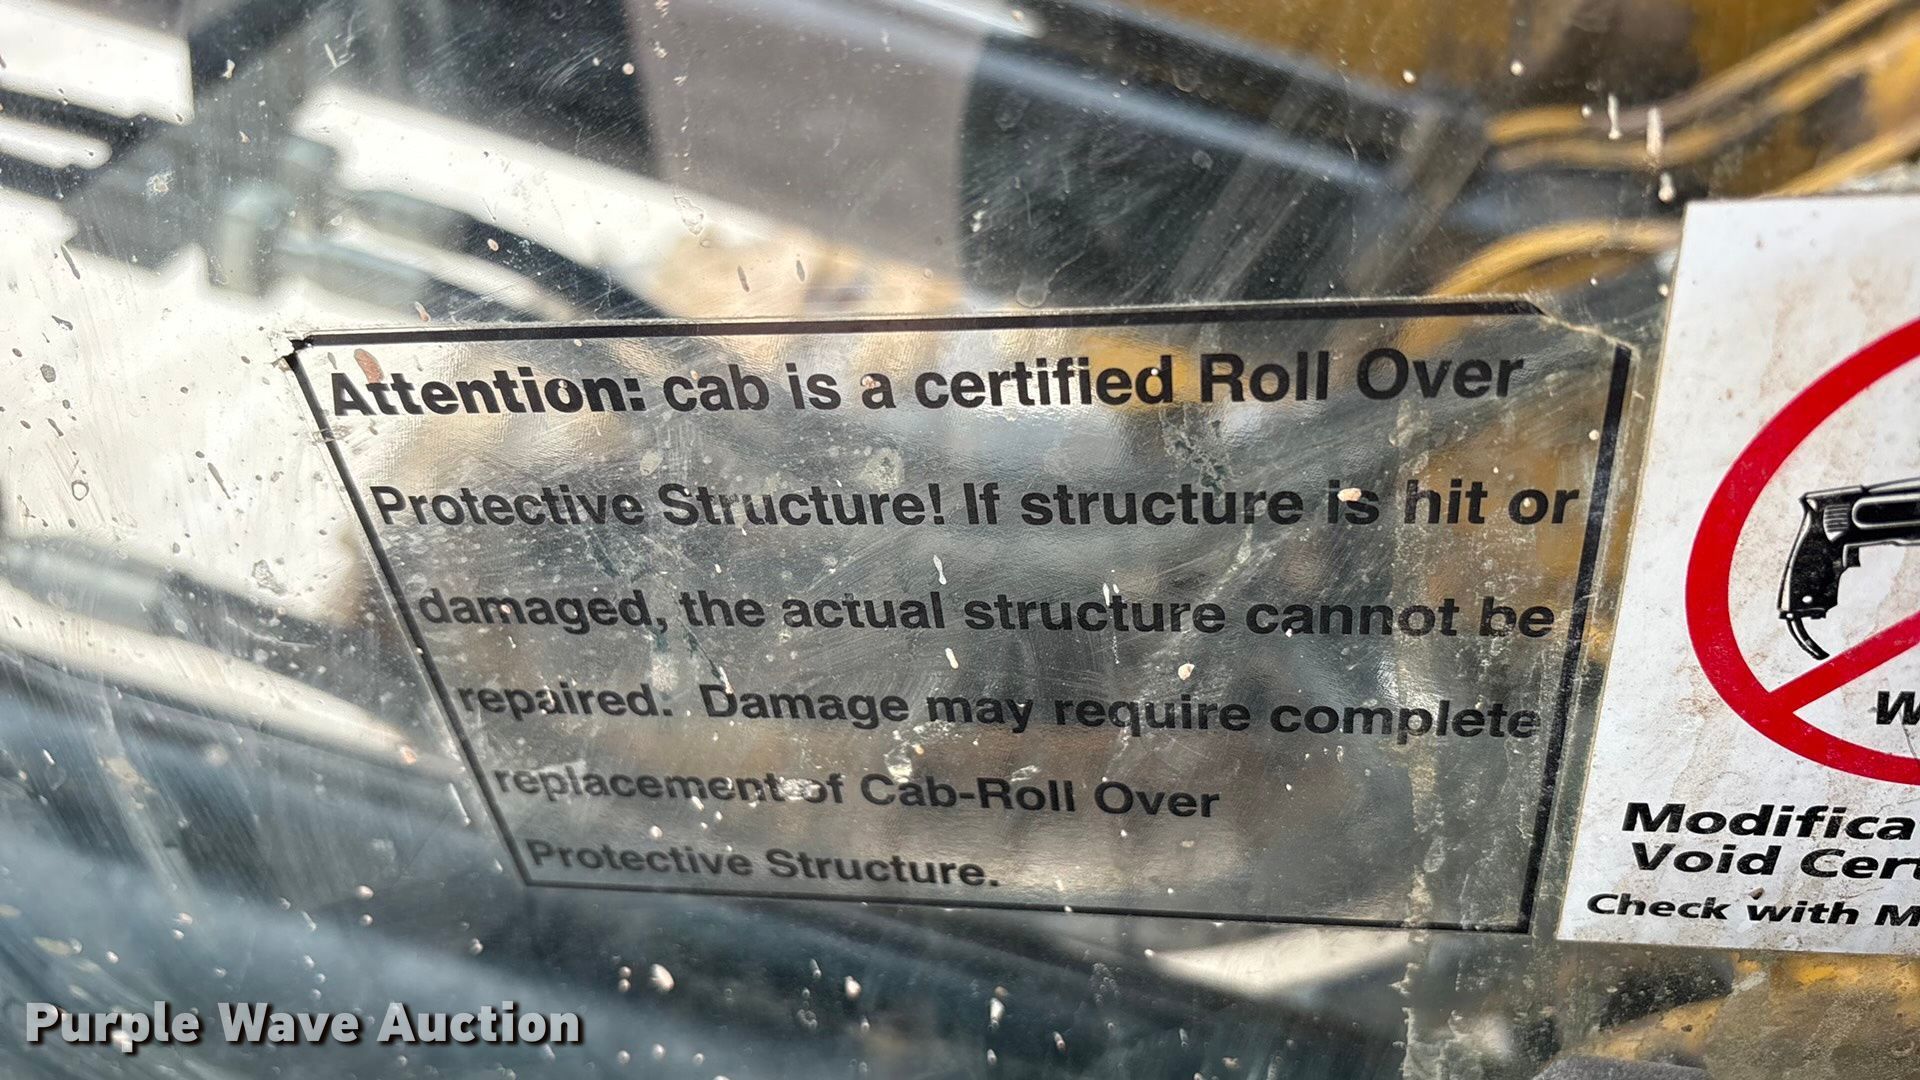 Attention: cab is a certified Roll Over
Protective Structure! If structure is hit or
damaged, the actual structure cannot be
repaired. Damage may require complete
replacement of Cab-Roll Over
Protective Structure.
Modifica
Void Cert
Check with M
Purple Wave Auction